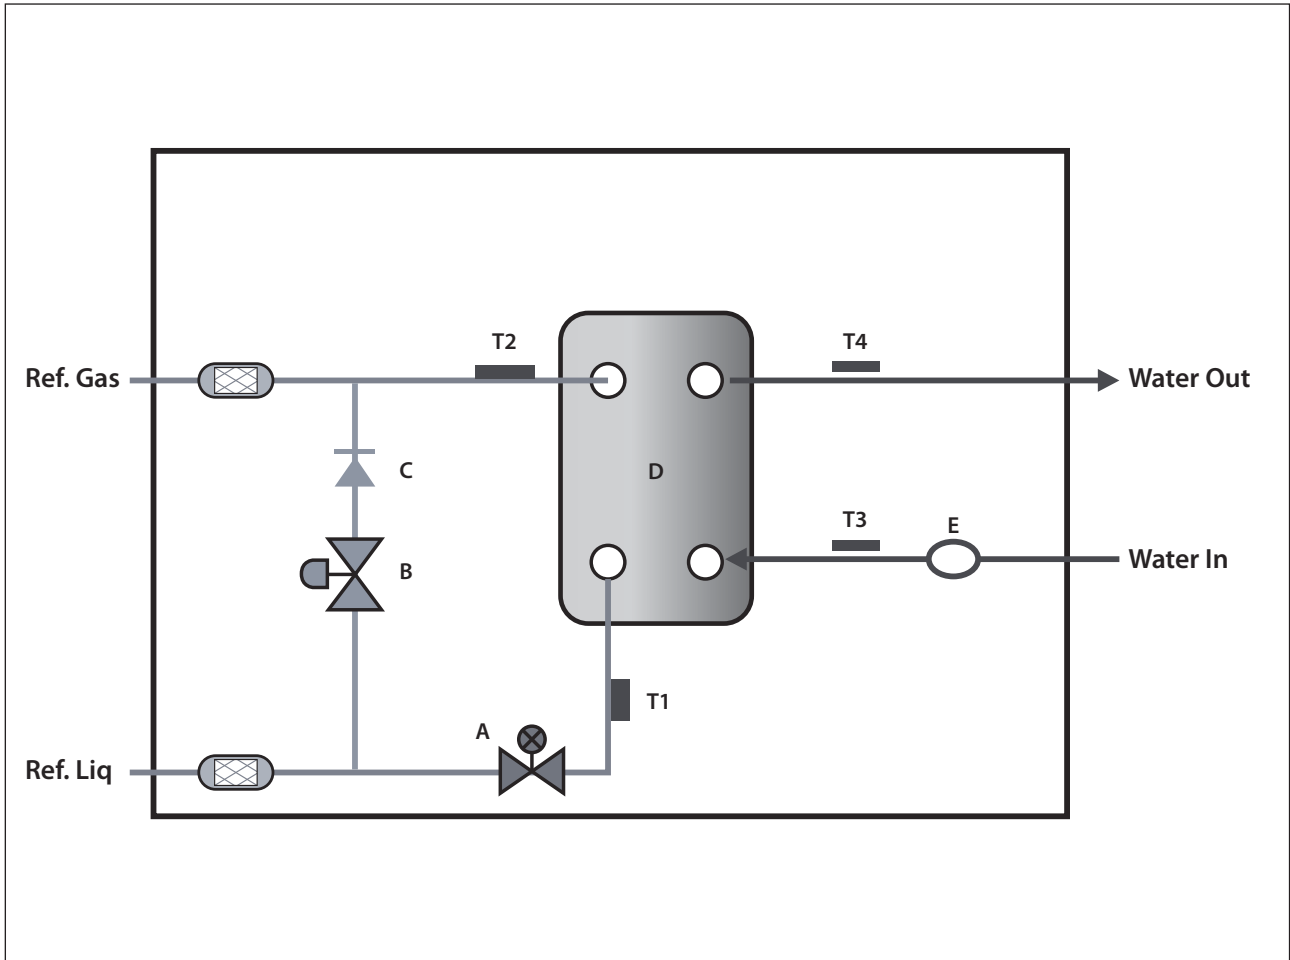 T2
T4
Ref. Gas
Water Out
C
D
T3
E
B
Water In
T1
A
Ref. Liq